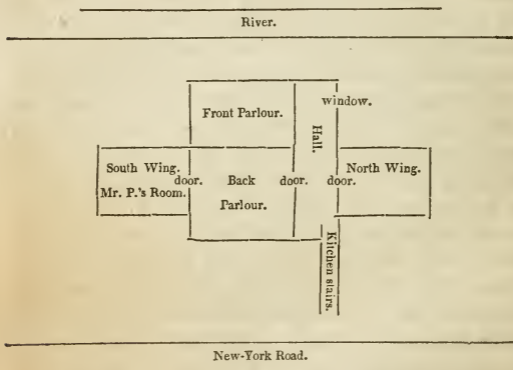 River.
Front Parlour.
window.
Hall.
South Wing.
door.
Back
door.
door.
North Wing.
Mr. P.'s Room.
Parlour.
Kitchen stairs.
New-York Road.